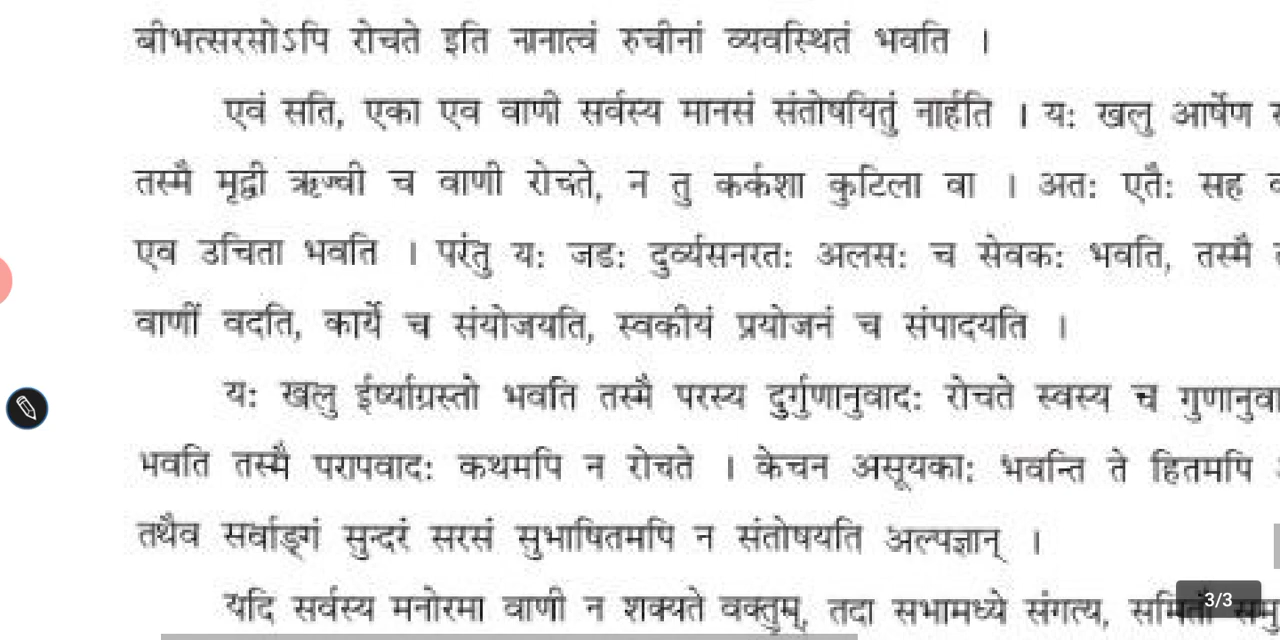 बीभत्सरसोऽपि रोचते इति नानात्वं रुचीनां व्यवस्थितं भवति ।
एवं सति, एका एव वाणी सर्वस्य मानसं संतोषयितुं नार्हति । यः खलु आर्षेण
तस्मै मृद्वी ऋज्वी च वाणी रोचते, न तु कर्कशा कुटिला वा । अतः एतैः सह
एव उचिता भवति । परंतु यः जडः दुर्व्यसनरतः अलसः च सेवकः भवति, तस्मै
वाणीं वदति, कार्ये च संयोजयति, स्वकीयं प्रयोजनं च संपादयति ।
यः खलु ईर्ष्याग्रस्तो भवति तस्मै परस्य दुर्गुणानुवादः रोचते स्वस्य च गुणानुवा
भवति तस्मै परापवादः कथमपि न रोचते । केचन असूयकाः भवन्ति ते हितमपि
तथैव सर्वाङ्गं सुन्दरं सरसं सुभाषितमपि न संतोषयति अल्पज्ञान् ।
यदि सर्वस्य मनोरमा वाणी न शक्यते वक्तुम्, तदा सभामध्ये संगत्य,
3/3